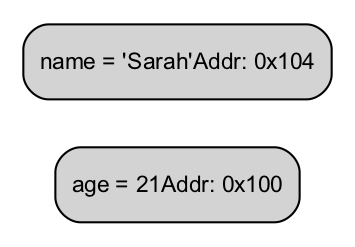 name = 'Sarah'Addr: 0x104
age = 21Addr: 0x100